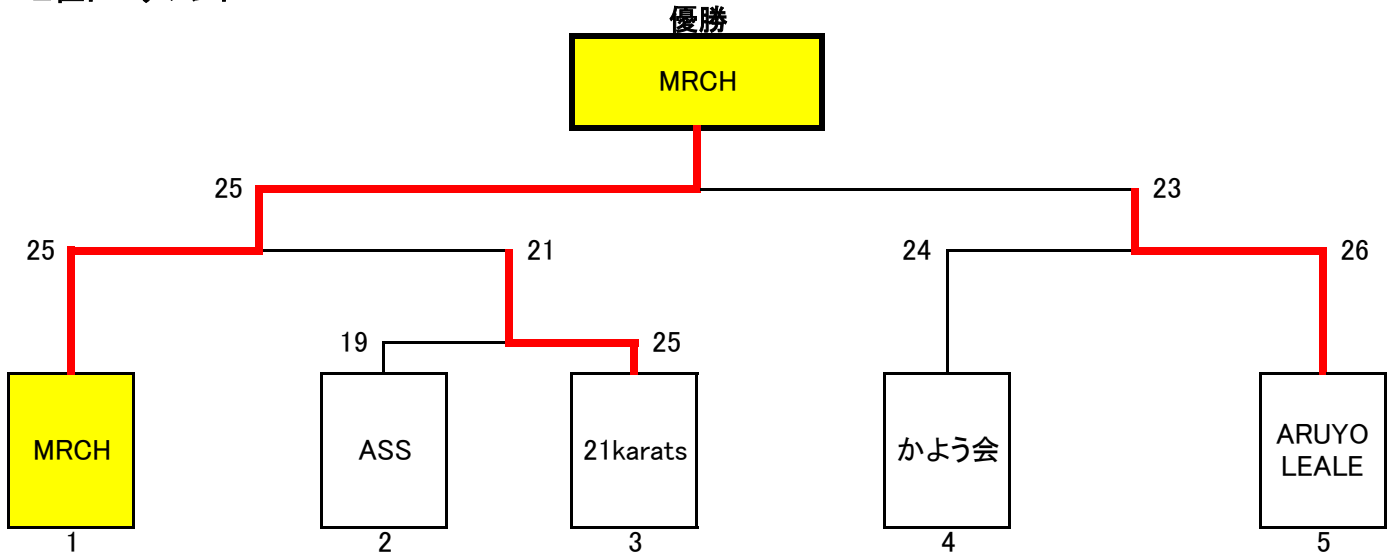 優勝
MRCH
25
23
25
21
24
26
19
25
MRCH
ASS
21karats
かよう会
ARUYO
LEALE
1
2
3
4
5